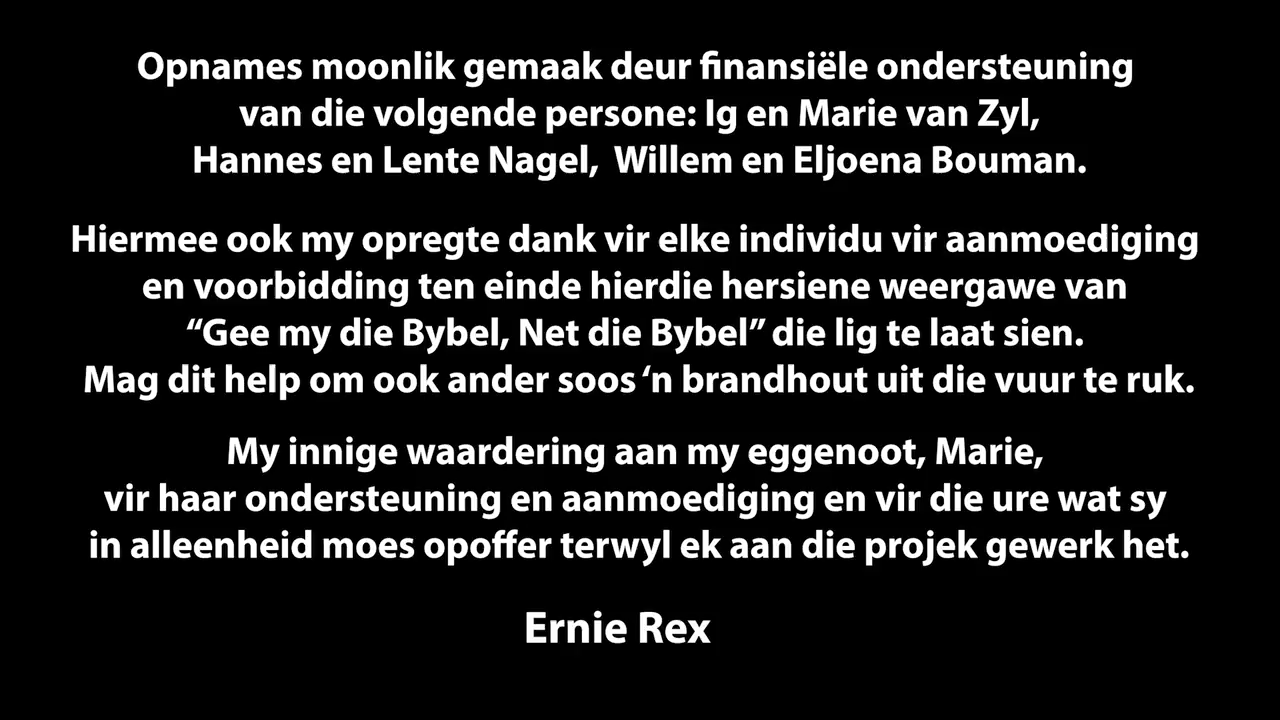 Opnames moonlik gemaak deur finansiële ondersteuning
van die volgende persone: Ig en Marie van Zyl,
Hannes en Lente Nagel,  Willem en Eljoena Bouman.
Hiermee ook my opregte dank vir elke individu vir aanmoediging
en voorbidding ten einde hierdie hersiene weergawe van
“Gee my die Bybel, Net die Bybel” die lig te laat sien.
Mag dit help om ook ander soos ‘n brandhout uit die vuur te ruk.
My innige waardering aan my eggenoot, Marie,
vir haar ondersteuning en aanmoediging en vir die ure wat sy
in alleenheid moes opoffer terwyl ek aan die projek gewerk het.
Ernie Rex